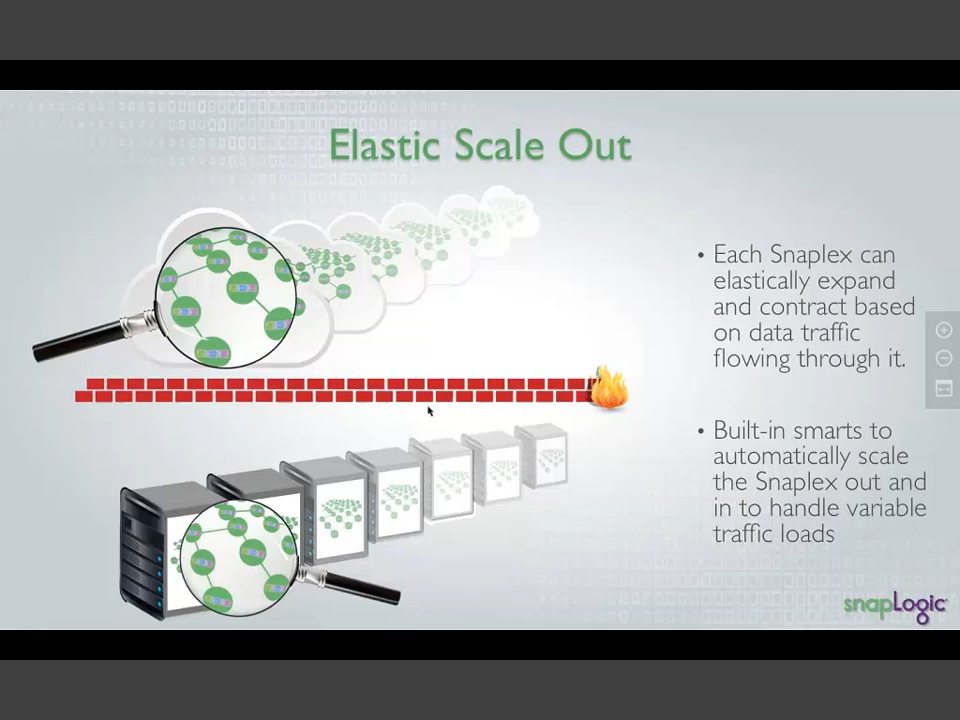 Elastic Scale Out
• Each Snaplex can
elastically expand
and contract based
on data traffic
flowing through it.
• Built-in smarts to
automatically scale
the Snaplex out and
in to handle variable
traffic loads
snapLogic